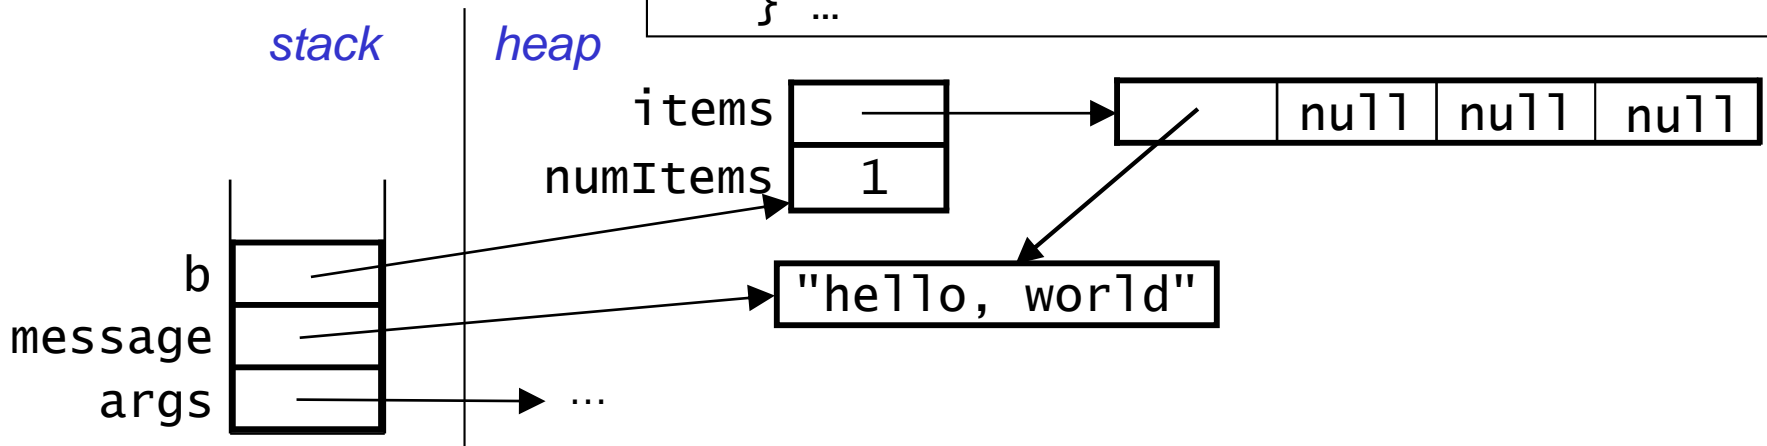 } …
stack heap
items null null null
numItems 1
b
"hello, world"
message
args …